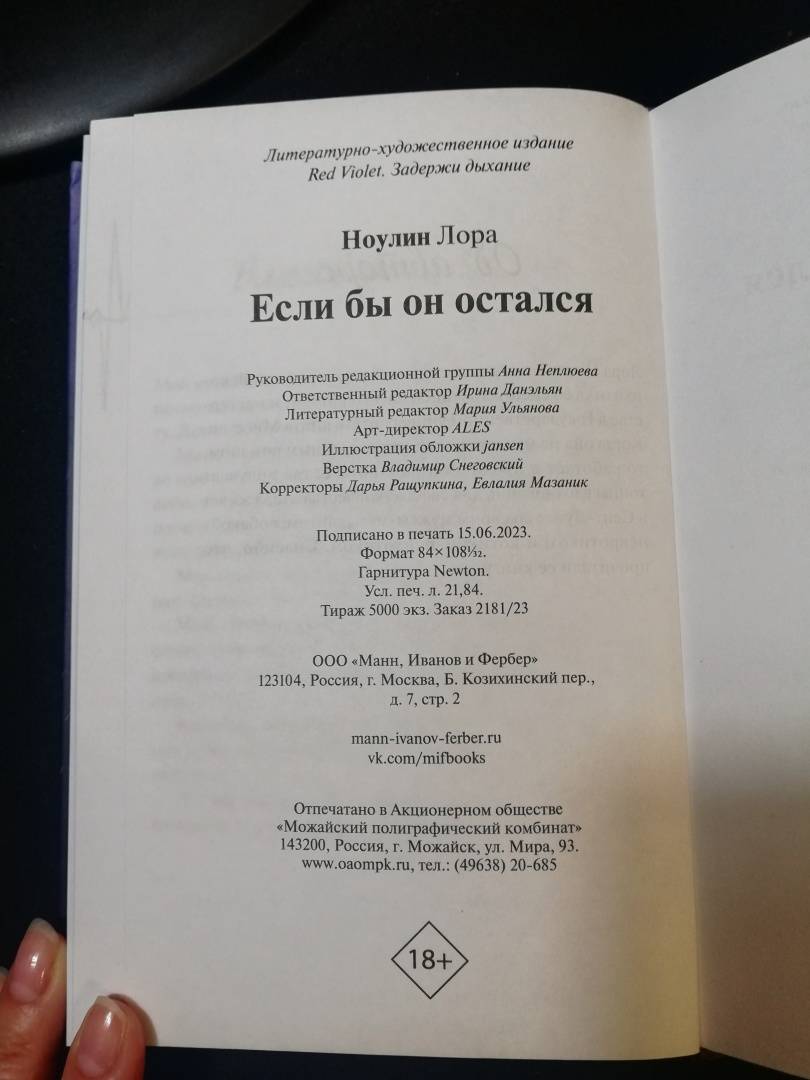 Литературно-художественное издание
Red Violet. Задержи дыхание
Ноулин Лора
Если бы он остался
Руководитель редакционной группы Анна Неплюева
Ответственный редактор Ирина Данэльян
Литературный редактор Мария Ульянова
Арт-директор ALES
Иллюстрация обложки jansen
Верстка Владимир Снеговский
Корректоры Дарья Ращупкина, Евлалия Мазаник
Подписано в печать 15.06.2023.
Формат 84×108 1/32.
Гарнитура Newton.
Усл. печ. л. 21,84.
Тираж 5000 экз. Заказ 2181/23
ООО «Манн, Иванов и Фербер»
123104, Россия, г. Москва, Б. Козихинский пер.,
д. 7, стр. 2
mann-ivanov-ferber.ru
vk.com/mifbooks
Отпечатано в Акционерном обществе
«Можайский полиграфический комбинат»
143200, Россия, г. Можайск, ул. Мира, 93.
www.oaompk.ru, тел.: (49638) 20-685
18+